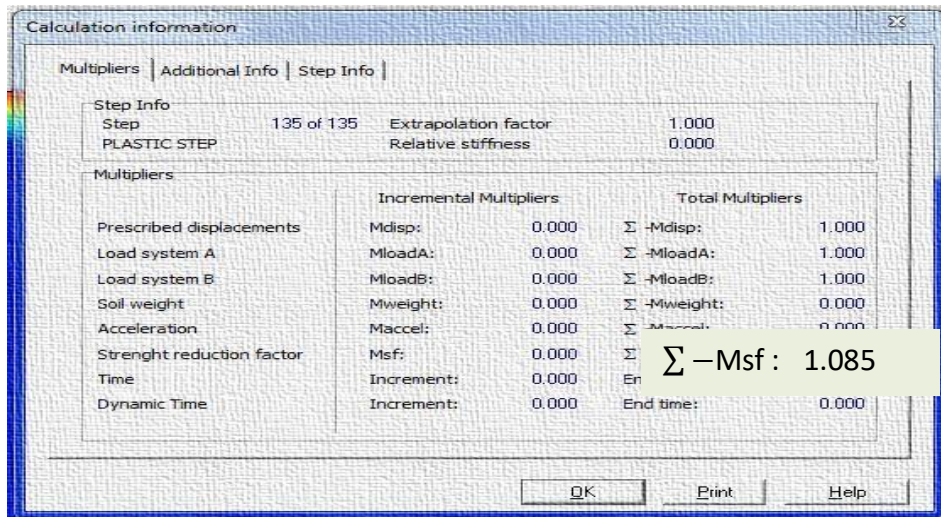 Calculation information
Multipliers Additional Info Step Info
Step Info
Step 135 of 135 Extrapolation factor 1.000
PLASTIC STEP Relative stiffness 0.000
Multipliers
Incremental Multipliers Total Multipliers
Prescribed displacements Mdisp: 0.000 Σ -Mdisp: 1.000
Load system A MloadA: 0.000 Σ -MloadA: 1.000
Load system B MloadB: 0.000 Σ -MloadB: 1.000
Soil weight Mweight: 0.000 Σ -Mweight: 1.000
Acceleration Maccel: 0.000 Σ -Maccel: 0.000
Strenght reduction factor Msf: 0.000 Σ
∑−Msf : 1.085
Time Increment: 0.000 En
Dynamic Time Increment: 0.000 End time: 0.000
OK Print Help